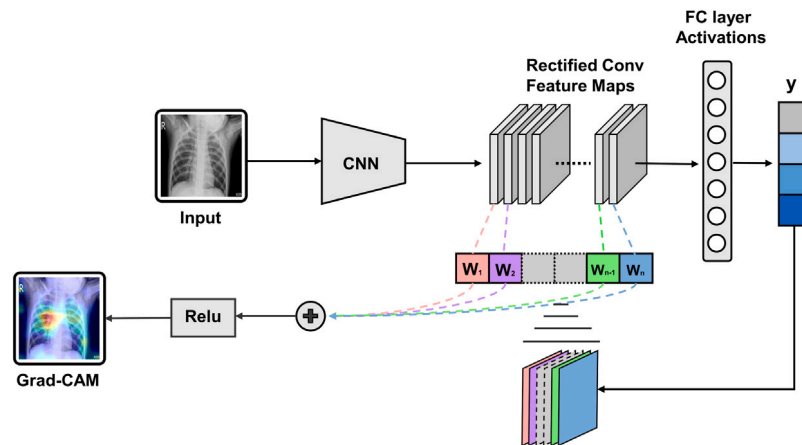 FC layer
Activations
Rectified Conv
Feature Maps
y
R
CNN
Input
W1
W2
Wn-1
Wn
R
Relu
+
Grad-CAM